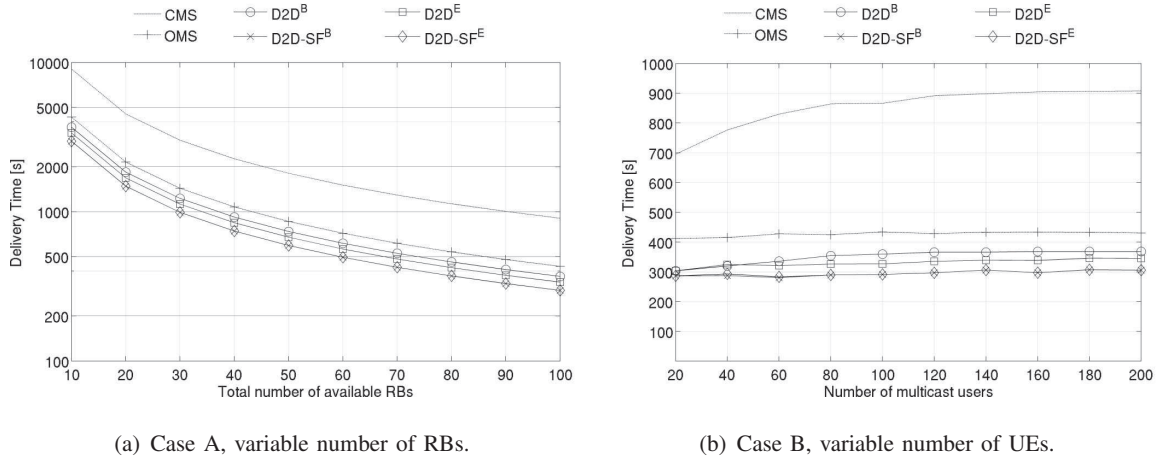 CMS D2D^B D2D^E
OMS D2D-SF^B D2D-SF^E
10000
5000
2000
1000
500
200
100
Delivery Time [s]
10 20 30 40 50 60 70 80 90 100
Total number of available RBs
(a) Case A, variable number of RBs.
CMS D2D^B D2D^E
OMS D2D-SF^B D2D-SF^E
1000
900
800
700
600
500
400
300
200
100
Delivery Time [s]
20 40 60 80 100 120 140 160 180 200
Number of multicast users
(b) Case B, variable number of UEs.